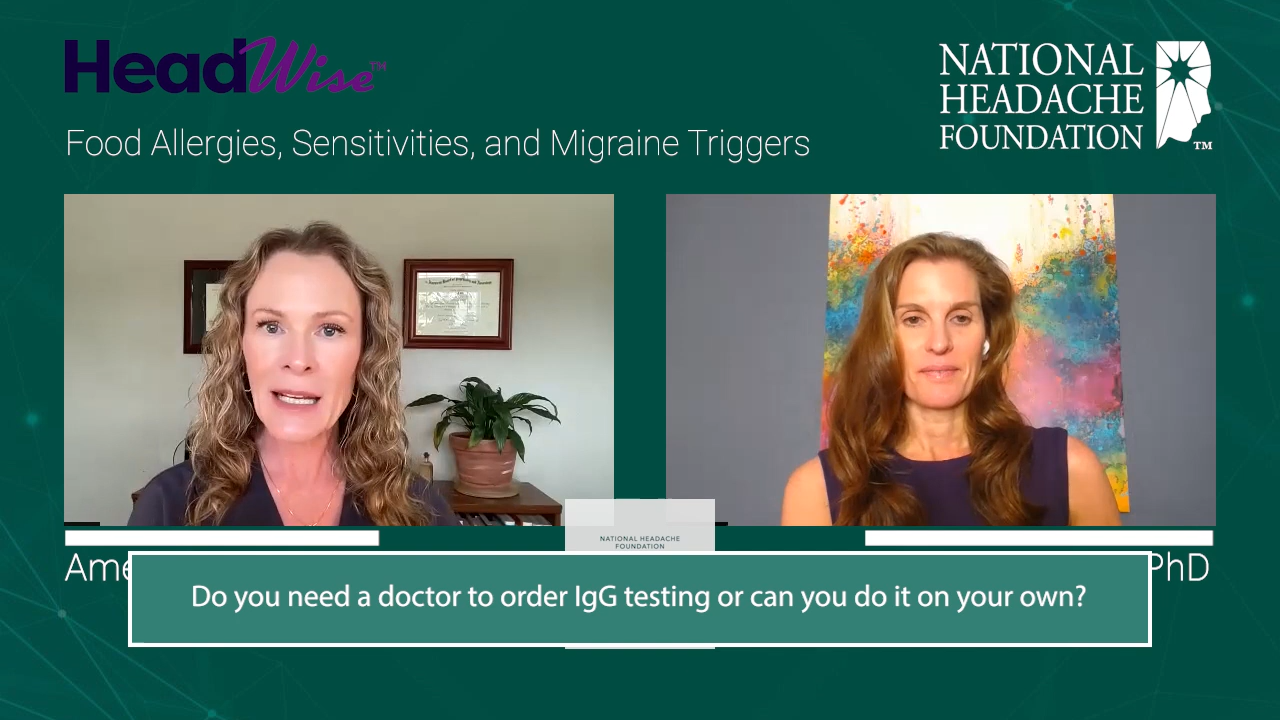 HeadWise™
NATIONAL
HEADACHE
FOUNDATION
™
Food Allergies, Sensitivities, and Migraine Triggers
NATIONAL HEADACHE
FOUNDATION
Ame
PhD
Do you need a doctor to order IgG testing or can you do it on your own?